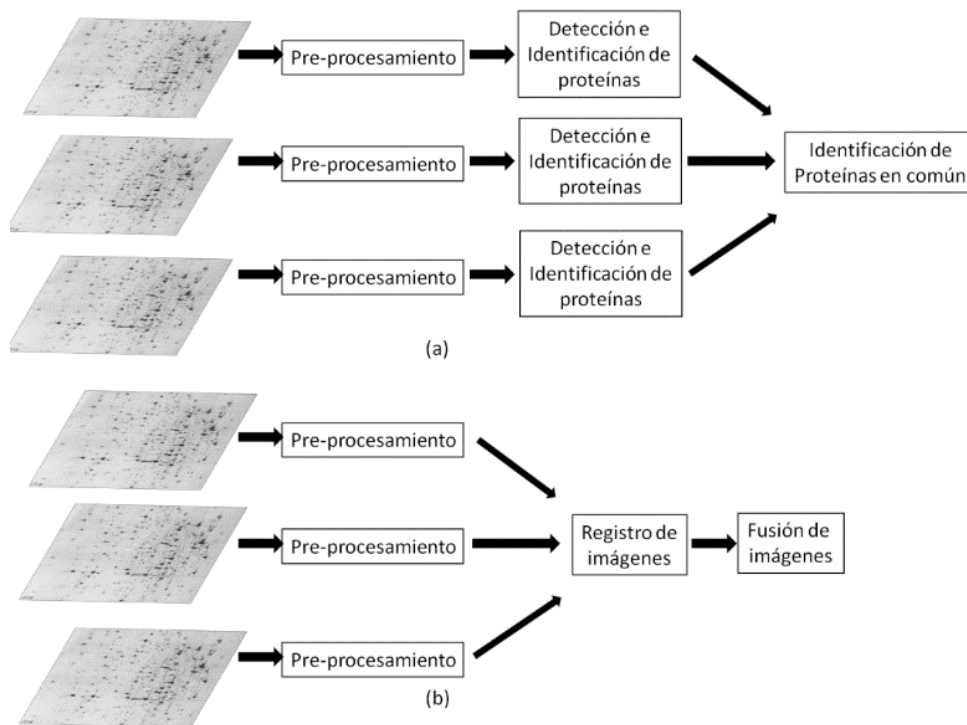 Pre-procesamiento
Detección e
Identificación de
proteínas
Pre-procesamiento
Detección e
Identificación de
proteínas
Identificación de
Proteínas en común
Pre-procesamiento
Detección e
Identificación de
proteínas
(a)
Pre-procesamiento
Pre-procesamiento
Registro de
imágenes
Fusión de
imágenes
Pre-procesamiento
(b)